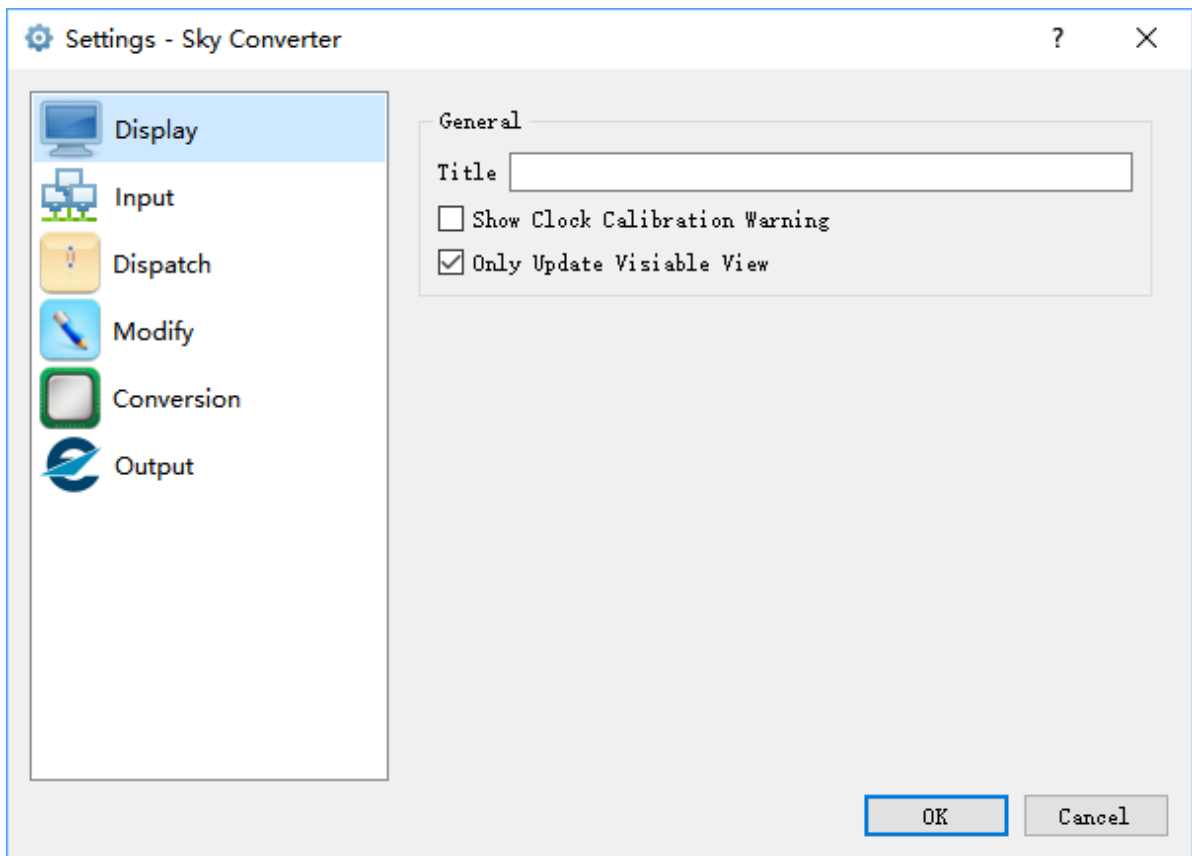 Settings - Sky Converter
?
Display
Input
Dispatch
Modify
Conversion
Output
General
Title
Show Clock Calibration Warning
Only Update Visiable View
OK
Cancel